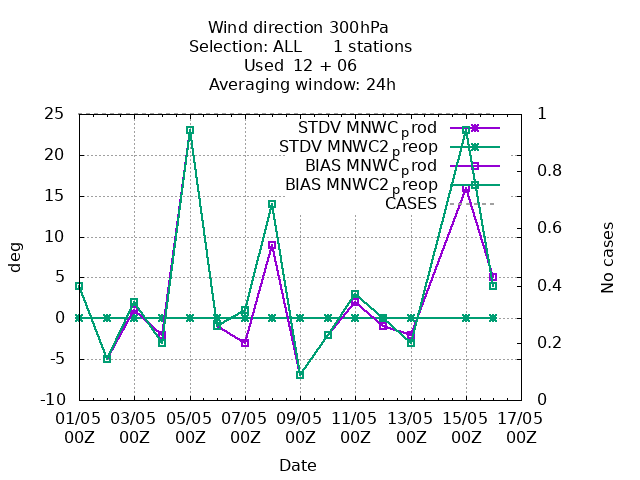 Wind direction 300hPa
Selection: ALL 1 stations
Used 12 + 06
Averaging window: 24h
25 1
STDV MNWC_prod
STDV MNWC2_preop
BIAS MNWC_prod
BIAS MNWC2_preop
CASES
20 0.8
15 0.6
10
5 0.4
0
-5 0.2
-10 0
deg
No cases
01/05 03/05 05/05 07/05 09/05 11/05 13/05 15/05 17/05
00Z 00Z 00Z 00Z 00Z 00Z 00Z 00Z 00Z
Date